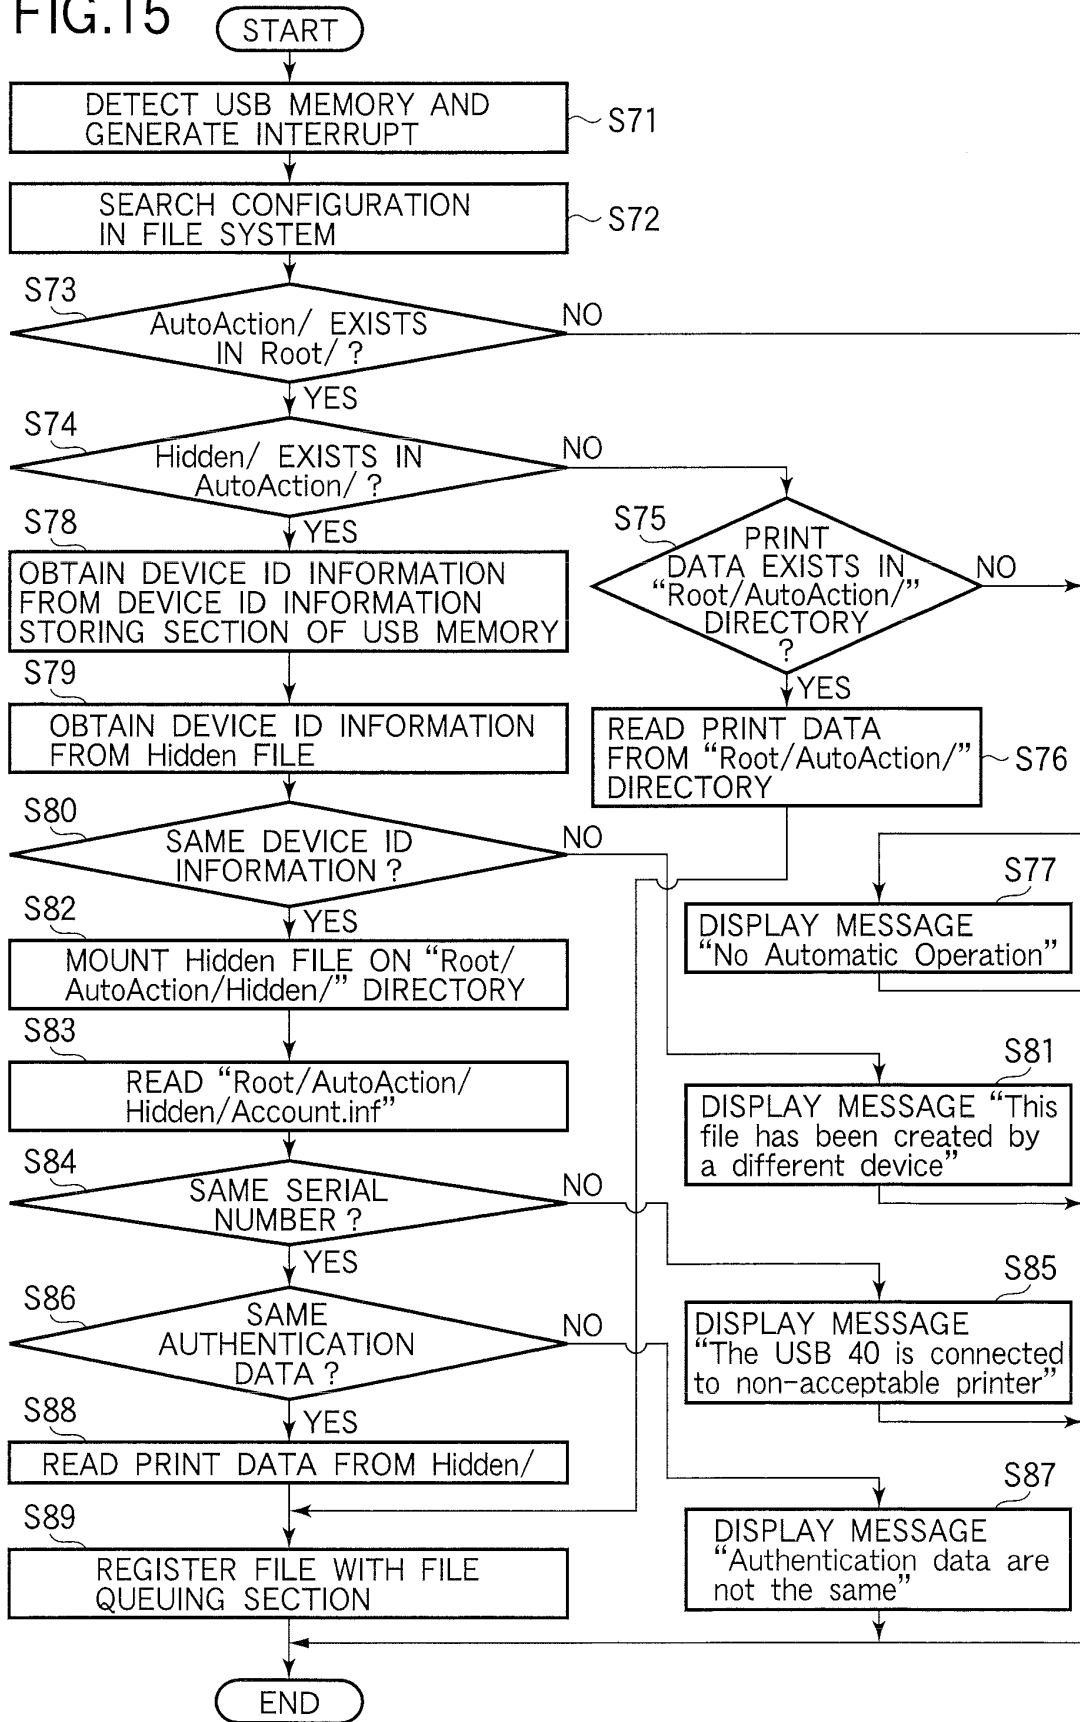 FIG.15
START
DETECT USB MEMORY AND
GENERATE INTERRUPT
S71
SEARCH CONFIGURATION
IN FILE SYSTEM
S72
S73
AutoAction/ EXISTS
IN Root/ ?
NO
YES
S74
Hidden/ EXISTS IN
AutoAction/ ?
NO
YES
S75
PRINT
DATA EXISTS IN
“Root/AutoAction/”
DIRECTORY
?
NO
YES
READ PRINT DATA
FROM “Root/AutoAction/”
DIRECTORY
S76
S77
DISPLAY MESSAGE
“No Automatic Operation”
S78
OBTAIN DEVICE ID INFORMATION
FROM DEVICE ID INFORMATION
STORING SECTION OF USB MEMORY
S79
OBTAIN DEVICE ID INFORMATION
FROM Hidden FILE
S80
SAME DEVICE ID
INFORMATION ?
NO
YES
S81
DISPLAY MESSAGE “This
file has been created by
a different device”
S82
MOUNT Hidden FILE ON “Root/
AutoAction/Hidden/” DIRECTORY
S83
READ “Root/AutoAction/
Hidden/Account.inf”
S84
SAME SERIAL
NUMBER ?
NO
YES
S85
DISPLAY MESSAGE
“The USB 40 is connected
to non-acceptable printer”
S86
SAME
AUTHENTICATION
DATA ?
NO
YES
S87
DISPLAY MESSAGE
“Authentication data are
not the same”
S88
READ PRINT DATA FROM Hidden/
S89
REGISTER FILE WITH FILE
QUEUING SECTION
END